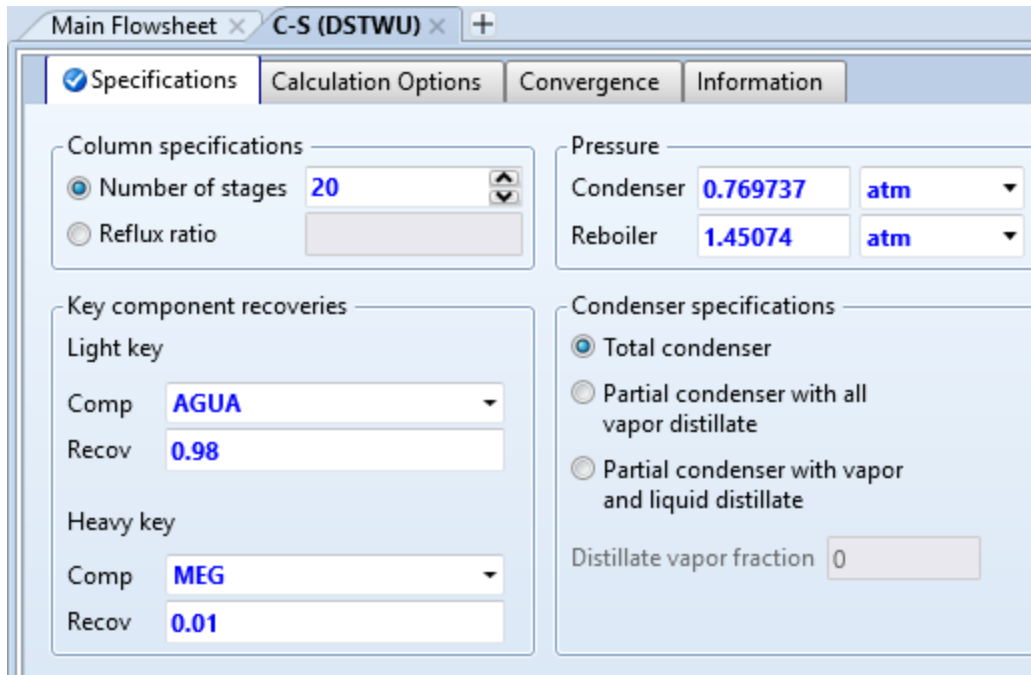 Main Flowsheet × C-S (DSTWU) × +
Specifications Calculation Options Convergence Information
Column specifications
Number of stages 20
Reflux ratio
Pressure
Condenser 0.769737 atm
Reboiler 1.45074 atm
Key component recoveries
Light key
Comp AGUA
Recov 0.98
Heavy key
Comp MEG
Recov 0.01
Condenser specifications
Total condenser
Partial condenser with all
vapor distillate
Partial condenser with vapor
and liquid distillate
Distillate vapor fraction 0